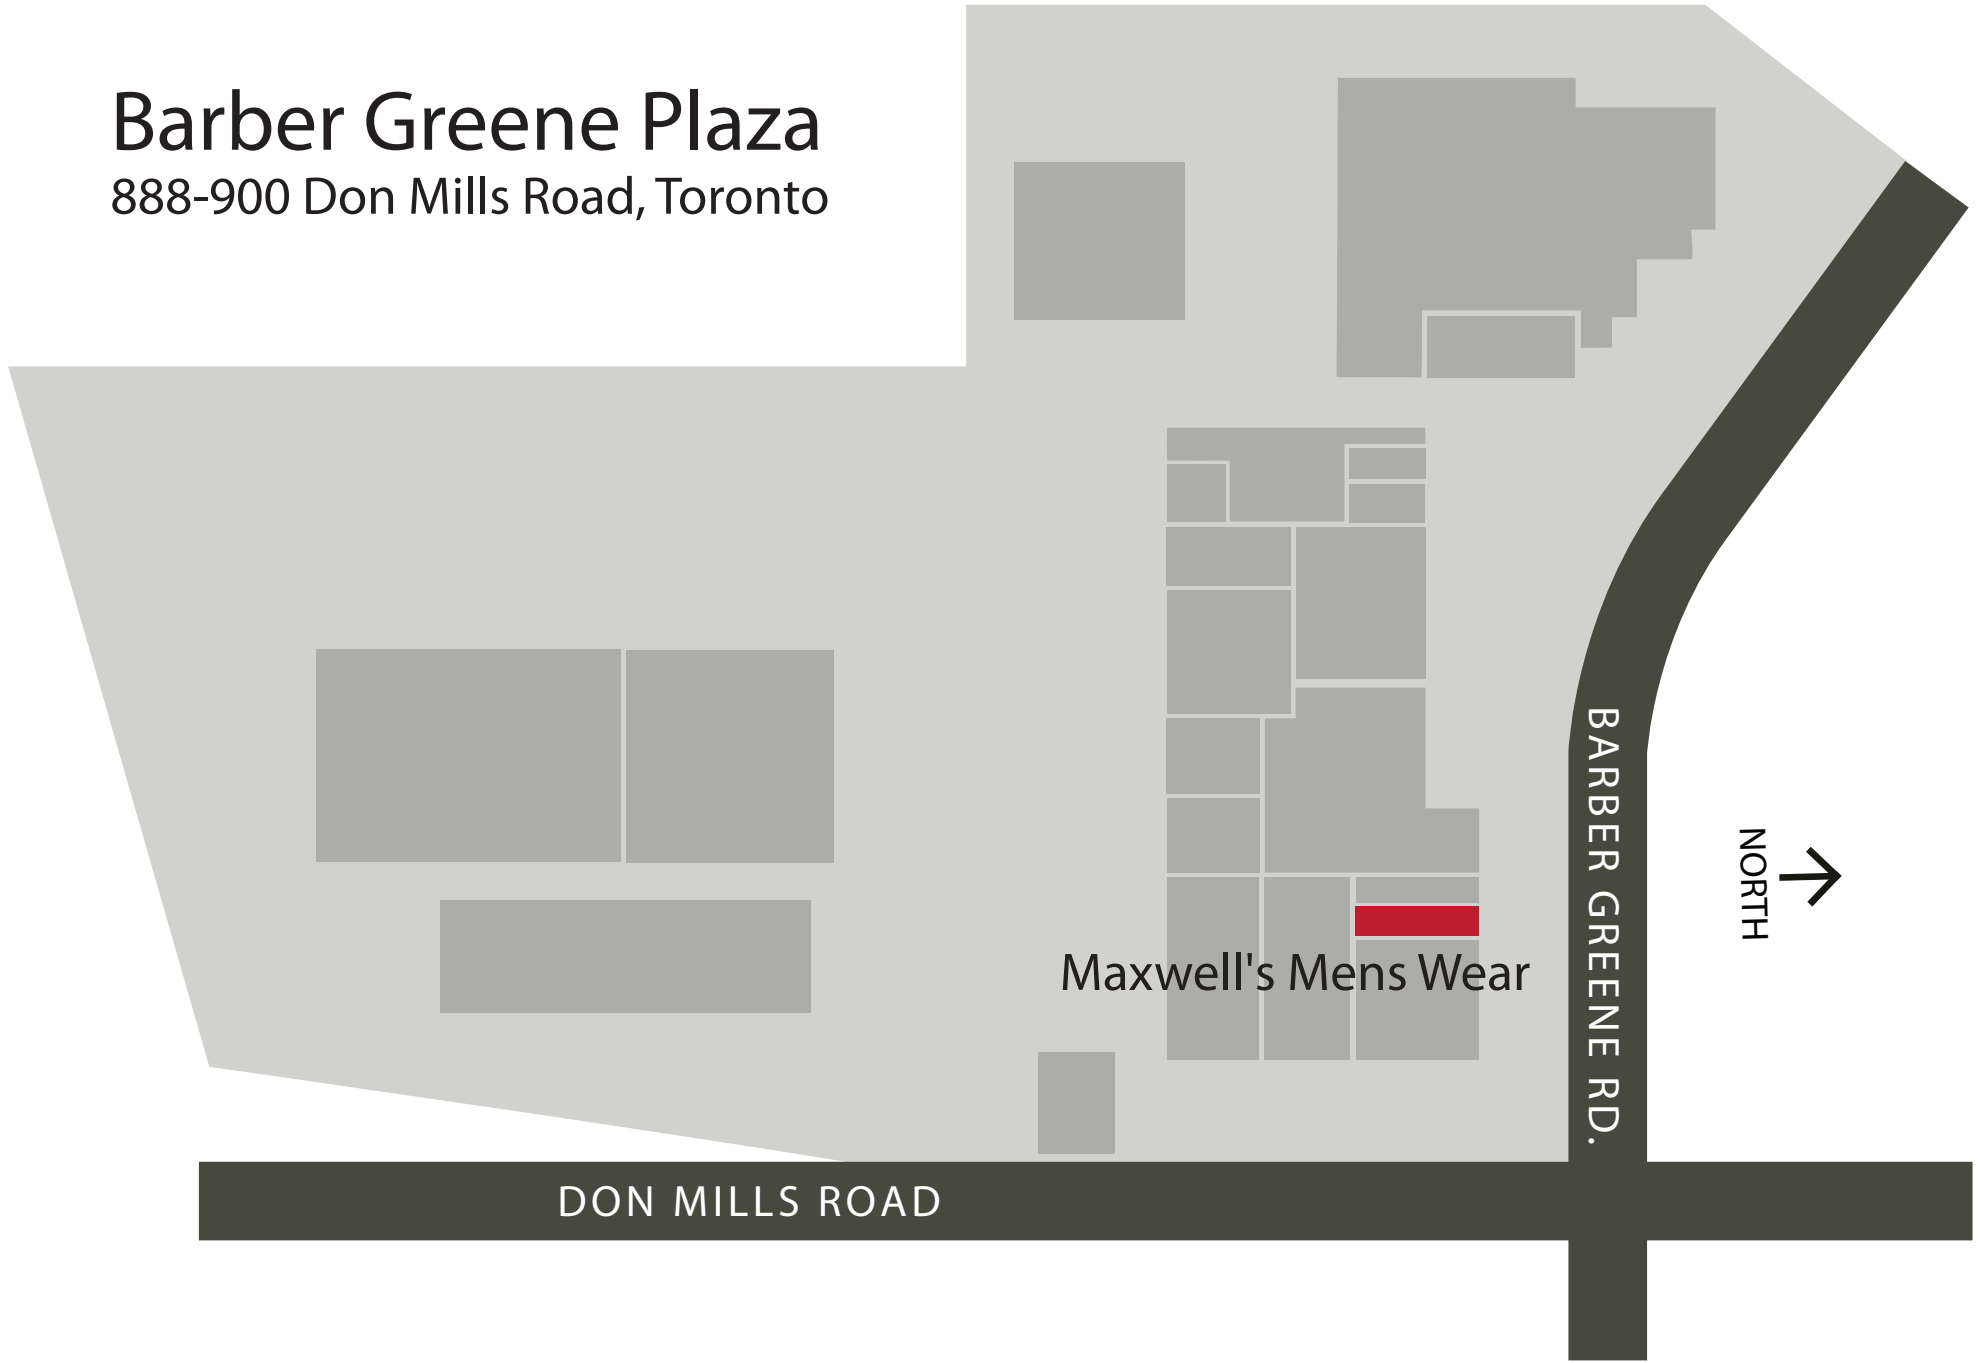 Barber Greene Plaza
888-900 Don Mills Road, Toronto
BARBER GREENE RD.
NORTH
Maxwell's Mens Wear
DON MILLS ROAD